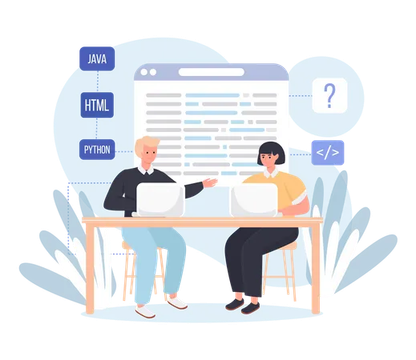 JAVA
HTML
PYTHON
?
</>